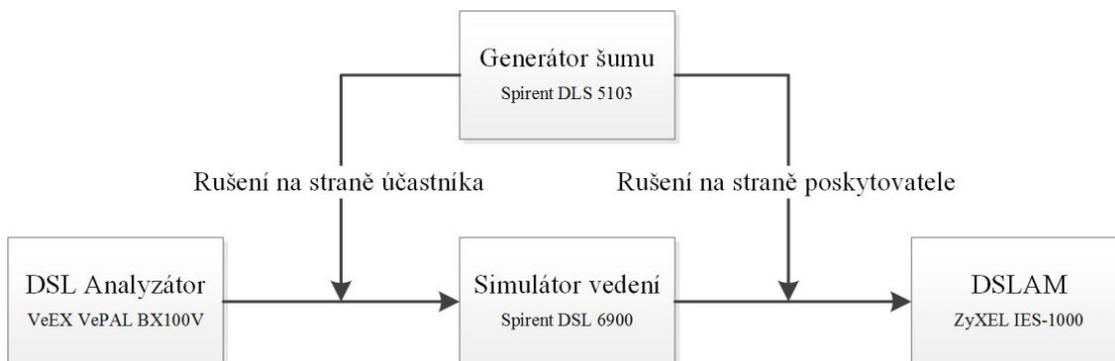 Generátor šumu
Spirent DLS 5103
Rušení na straně účastníka
Rušení na straně poskytovatele
DSL Analyzátor
VeEX VePAL BX100V
Simulátor vedení
Spirent DSL 6900
DSLAM
ZyXEL IES-1000